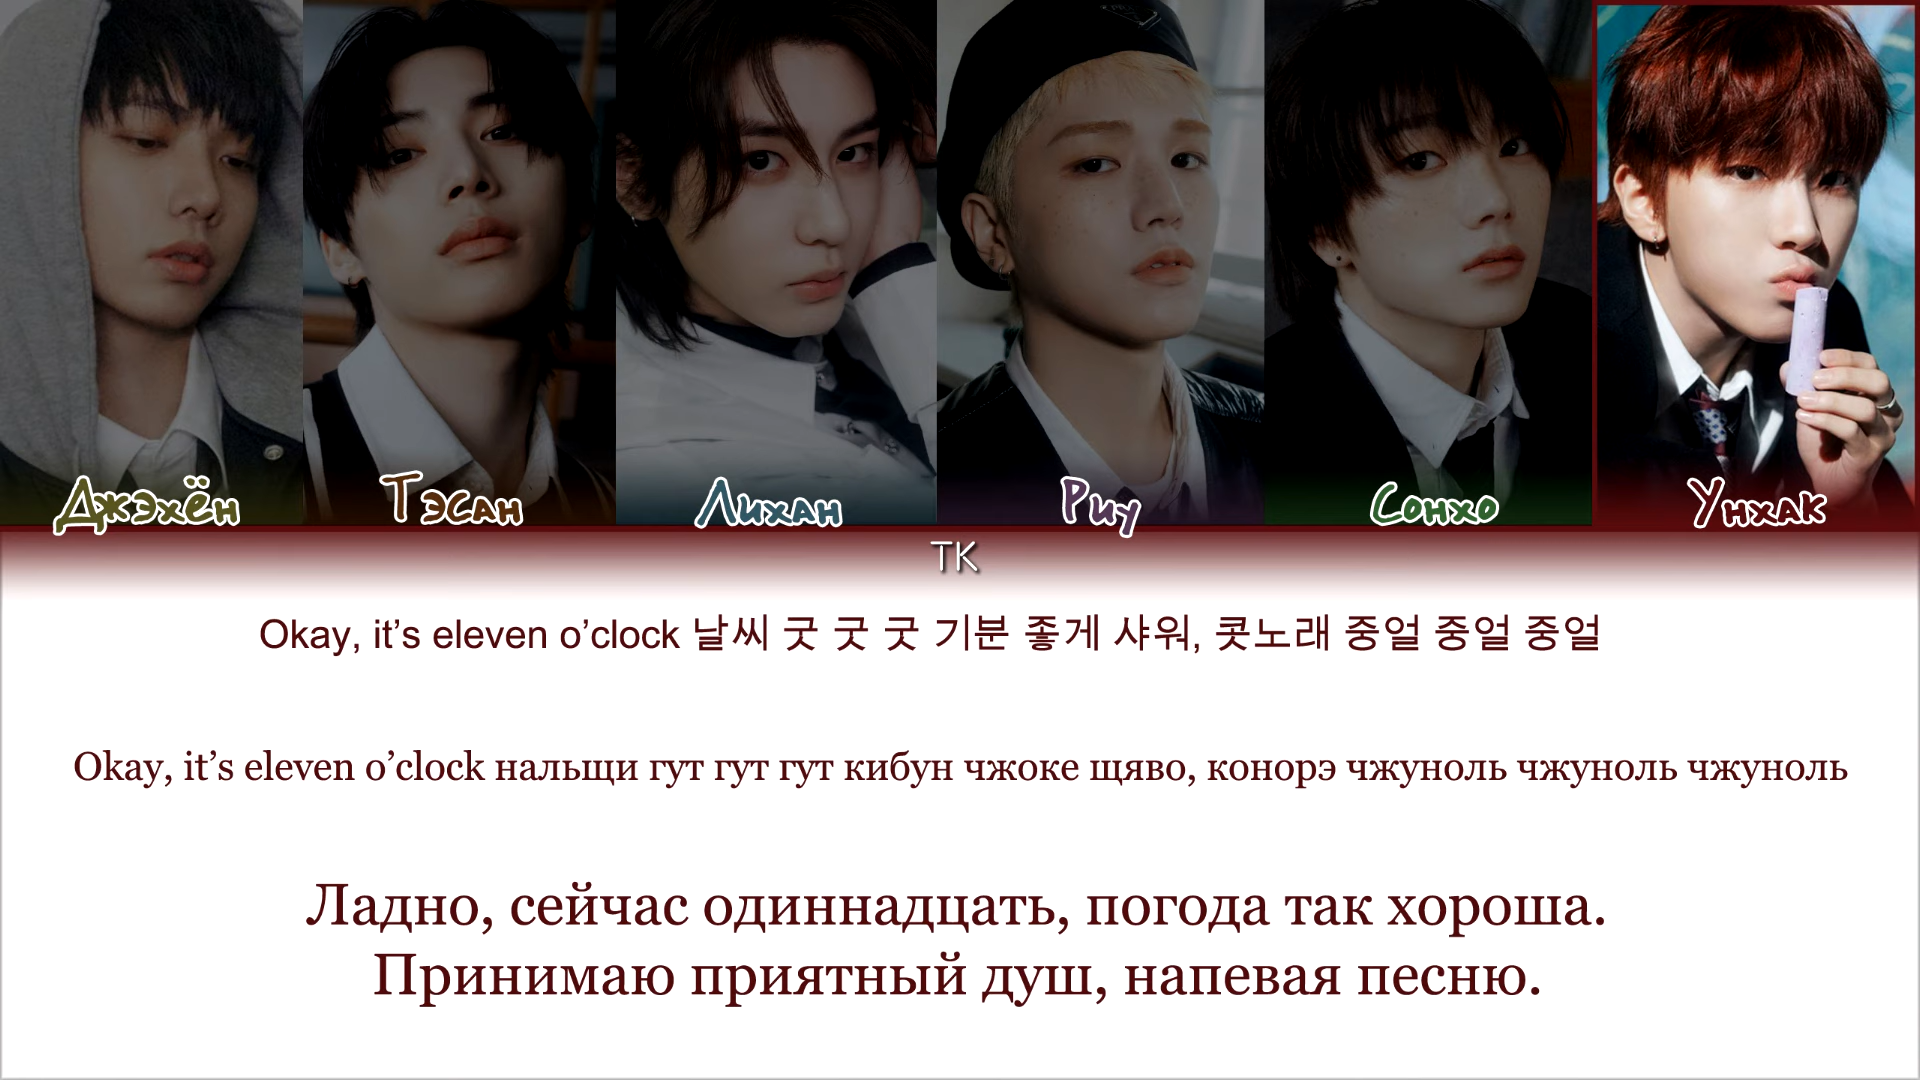 Джэхён Тэсан Лихан Риу Сонхо Унхак
TK
Okay, it’s eleven o’clock 날씨 굿 굿 굿 기분 좋게 샤워, 콧노래 중얼 중얼 중얼
Okay, it’s eleven o’clock нальщи гут гут гут кибун чжоке щяво, конорэ чжуноль чжуноль чжуноль
Ладно, сейчас одиннадцать, погода так хороша.
Принимаю приятный душ, напевая песню.